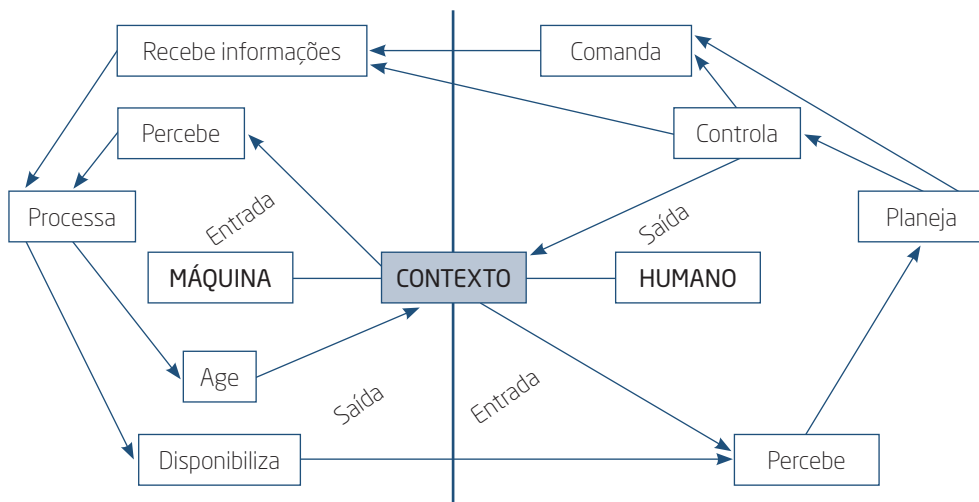 Recebe informações
Comanda
Percebe
Controla
Processa
Entrada
Saída
Planeja
MÁQUINA
CONTEXTO
HUMANO
Age
Saída
Entrada
Disponibiliza
Percebe